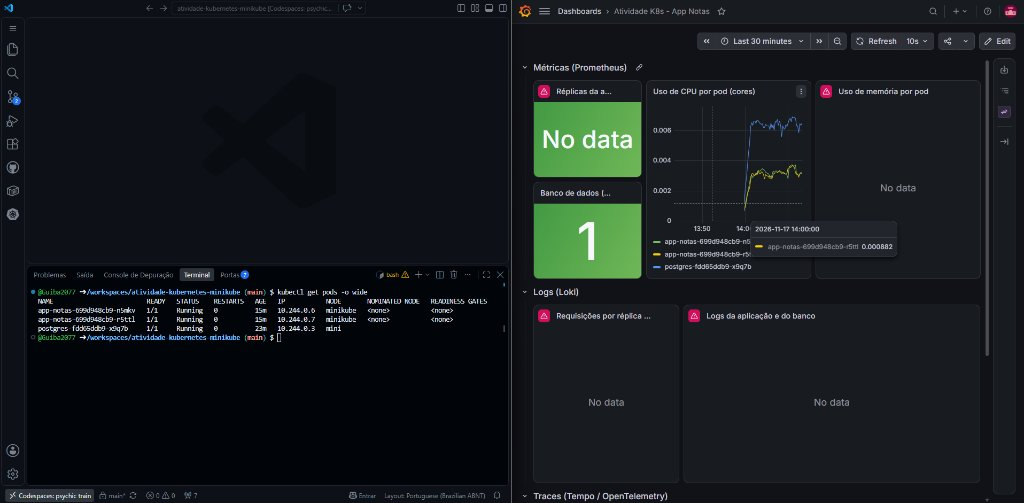 atividade-kubernetes-minikube [Codespaces: psychic
Problemas Saída Console de Depuração Terminal Portas 2
bash
@Guiba2077 ➜ /workspaces/atividade-kubernetes-minikube (main) $ kubectl get pods -o wide
NAME READY STATUS RESTARTS AGE IP NODE NOMINATED NODE READINESS GATES
app-notas-699d948cb9-n5mkv 1/1 Running 0 15m 10.244.0.6 minikube <none> <none>
app-notas-699d948cb9-r5ttl 1/1 Running 0 15m 10.244.0.7 minikube <none> <none>
postgres-fdd65ddb9-x9q7b 1/1 Running 0 23m 10.244.0.3 mini
@Guiba2077 ➜ /workspaces/atividade-kubernetes-minikube (main) $
Codespaces: psychic train main* 0 0 7 Entrar Layout: Portuguese (Brazilian ABNT)
Dashboards › Atividade K8s - App Notas
Last 30 minutes Refresh 10s Edit
Métricas (Prometheus)
Réplicas da a...
No data
Banco de dados (...
1
Uso de CPU por pod (cores)
0.006
0.004
0.002
0
13:50 14:0
app-notas-699d948cb9-n5
app-notas-699d948cb9-r5
postgres-fdd65ddb9-x9q7b
2026-11-17 14:00:00
app-notas-699d948cb9-r5ttl 0.000882
Uso de memória por pod
No data
Logs (Loki)
Requisições por réplica ...
No data
Logs da aplicação e do banco
No data
Traces (Tempo / OpenTelemetry)